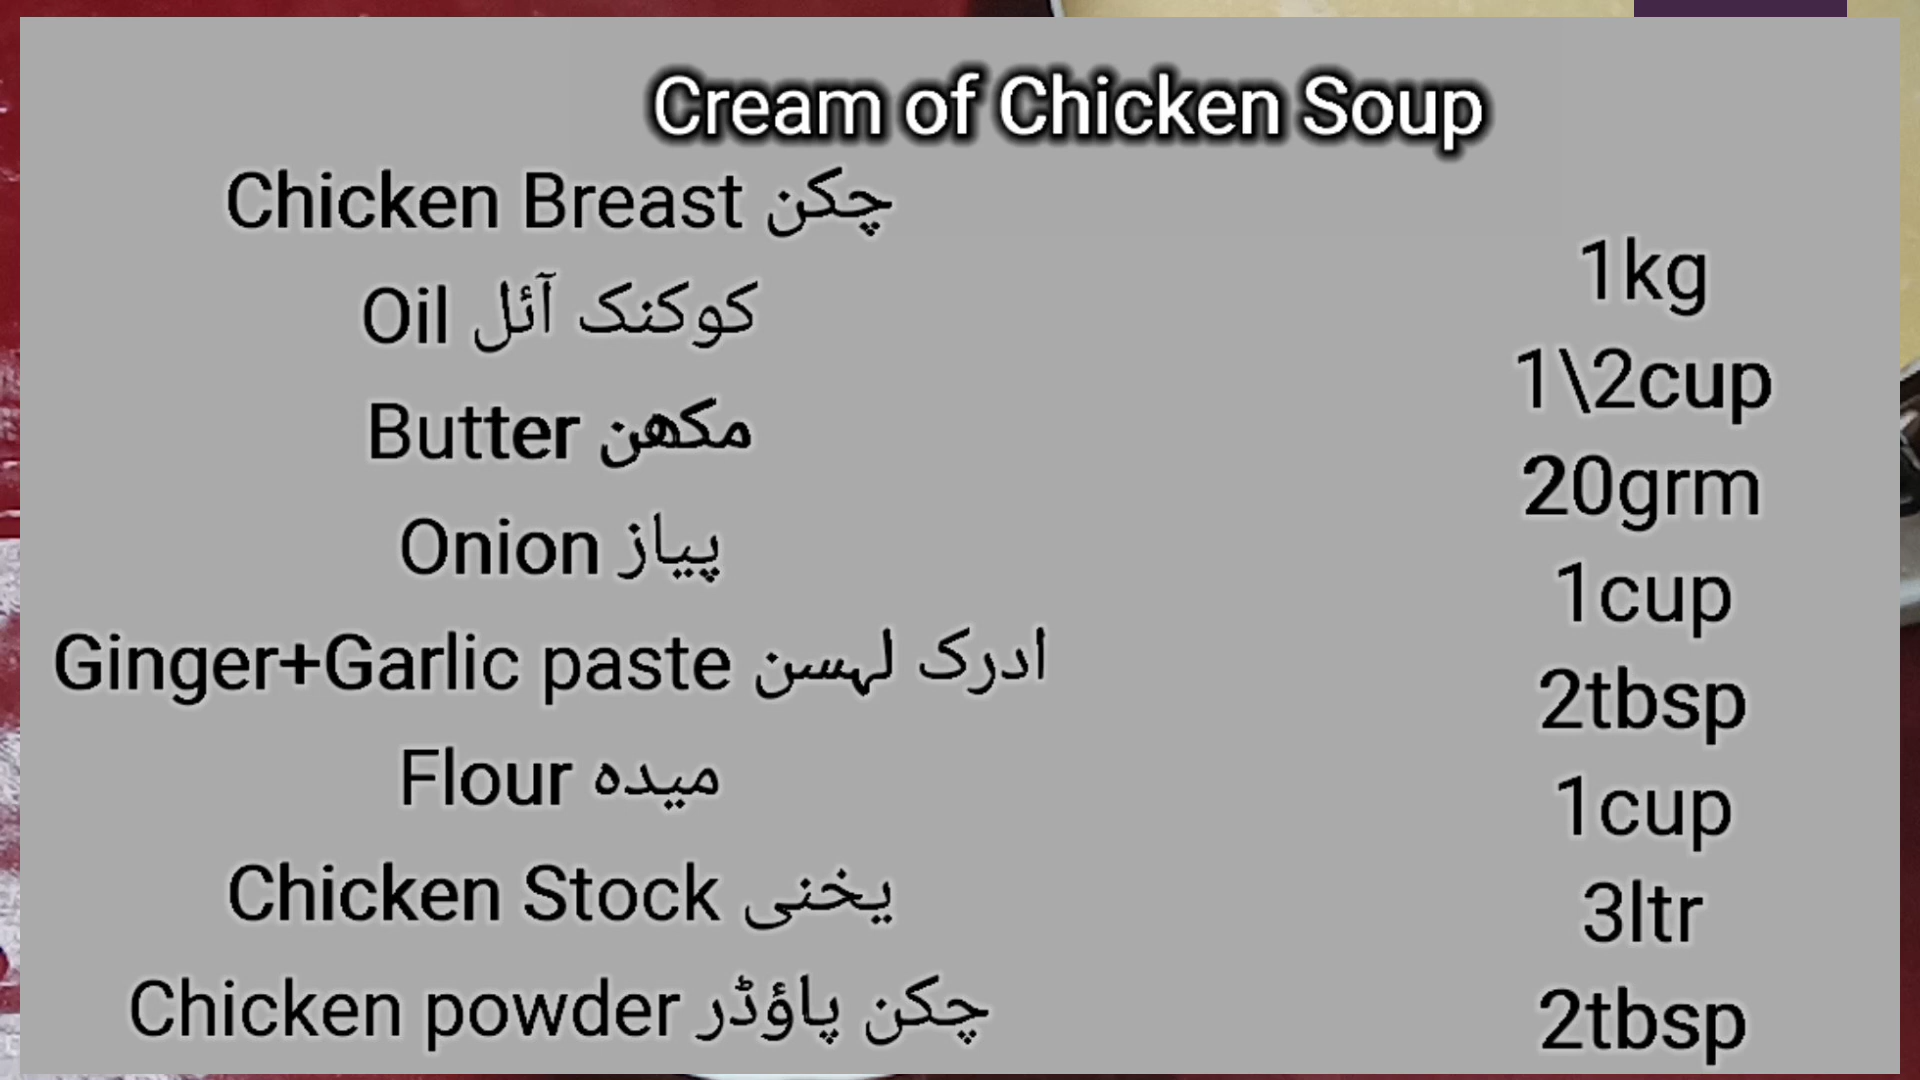 Cream of Chicken Soup
Chicken Breast چکن
1kg
Oil کوکنک آئل
1\2cup
Butter مکھن
20grm
Onion پیاز
1cup
Ginger+Garlic paste ادرک لہسن
2tbsp
Flour میدہ
1cup
Chicken Stock یخنی
3ltr
Chicken powder چکن پاؤڈر
2tbsp